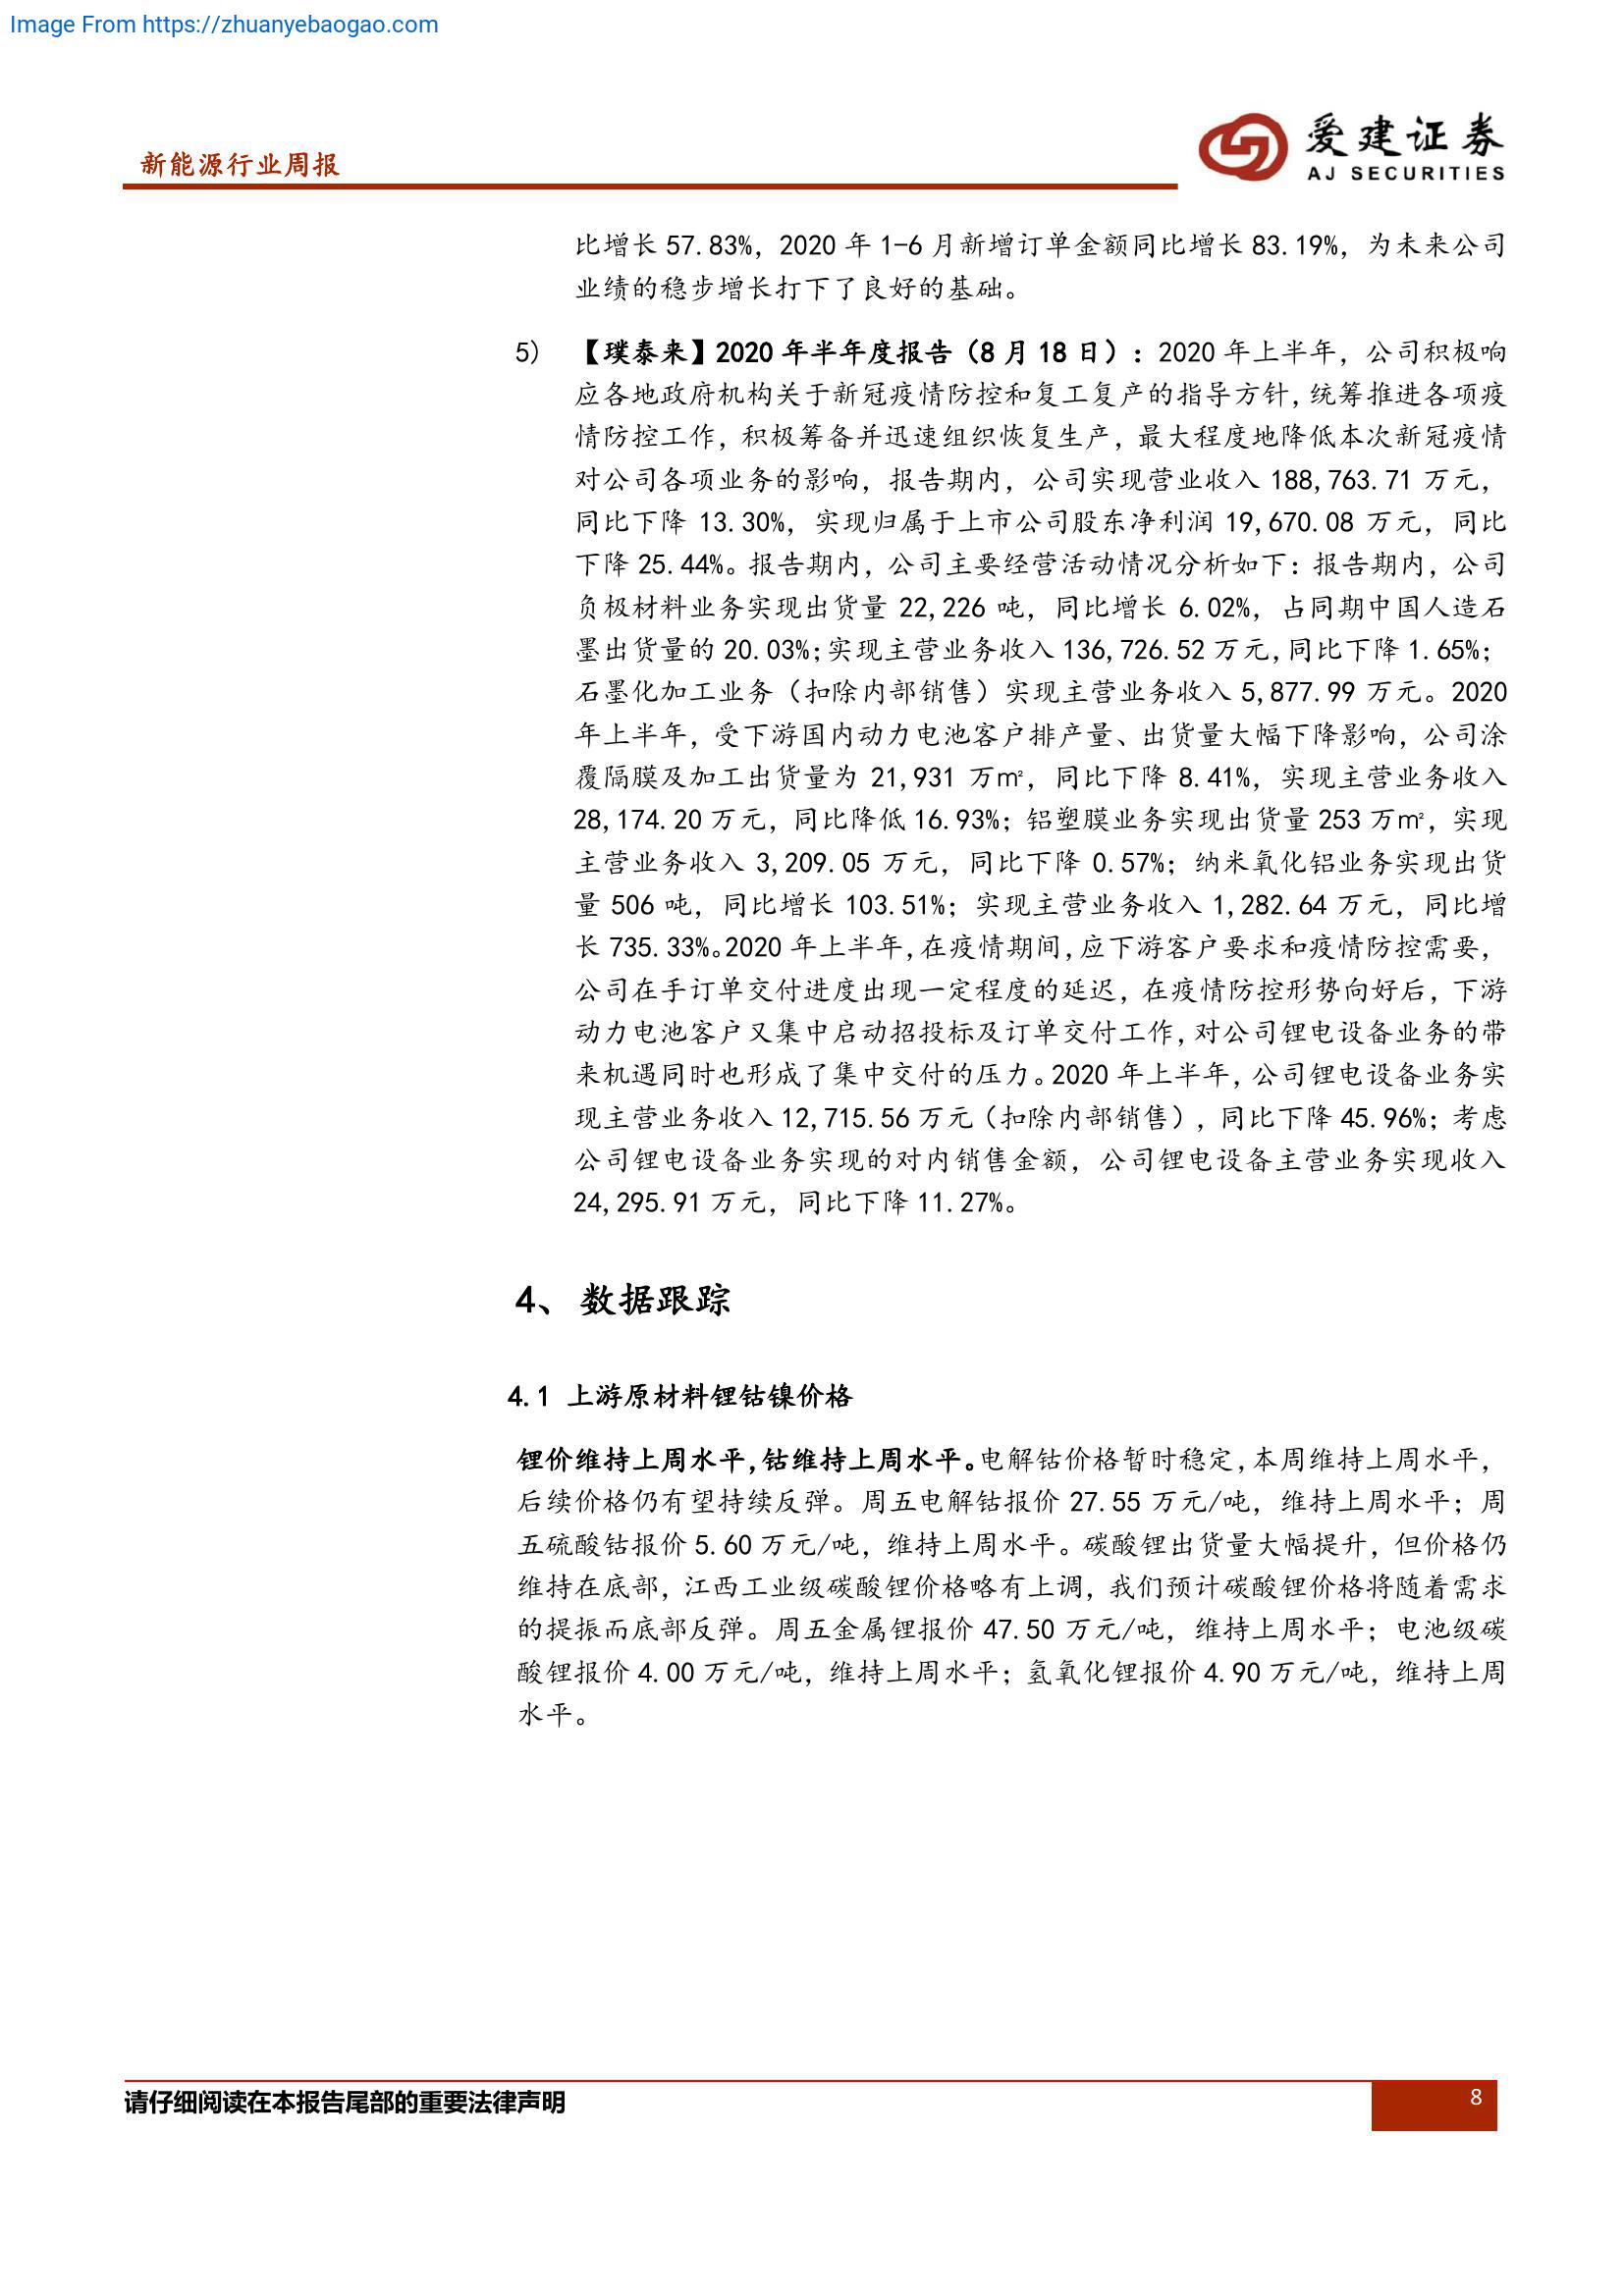 Image From https://zhuanyebaogao.com
新能源行业周报
爱建证券
AJ SECURITIES
比增长 57.83%，2020 年 1-6 月新增订单金额同比增长 83.19%，为未来公司
业绩的稳步增长打下了良好的基础。
5) 【璞泰来】2020 年半年度报告（8 月 18 日）：2020 年上半年，公司积极响
应各地政府机构关于新冠疫情防控和复工复产的指导方针，统筹推进各项疫
情防控工作，积极筹备并迅速组织恢复生产，最大程度地降低本次新冠疫情
对公司各项业务的影响，报告期内，公司实现营业收入 188,763.71 万元，
同比下降 13.30%，实现归属于上市公司股东净利润 19,670.08 万元，同比
下降 25.44%。报告期内，公司主要经营活动情况分析如下：报告期内，公司
负极材料业务实现出货量 22,226 吨，同比增长 6.02%，占同期中国人造石
墨出货量的 20.03%；实现主营业务收入 136,726.52 万元，同比下降 1.65%；
石墨化加工业务（扣除内部销售）实现主营业务收入 5,877.99 万元。2020
年上半年，受下游国内动力电池客户排产量、出货量大幅下降影响，公司涂
覆隔膜及加工出货量为 21,931 万㎡，同比下降 8.41%，实现主营业务收入
28,174.20 万元，同比降低 16.93%；铝塑膜业务实现出货量 253 万㎡，实现
主营业务收入 3,209.05 万元，同比下降 0.57%；纳米氧化铝业务实现出货
量 506 吨，同比增长 103.51%；实现主营业务收入 1,282.64 万元，同比增
长 735.33%。2020 年上半年，在疫情期间，应下游客户要求和疫情防控需要，
公司在手订单交付进度出现一定程度的延迟，在疫情防控形势向好后，下游
动力电池客户又集中启动招投标及订单交付工作，对公司锂电设备业务的带
来机遇同时也形成了集中交付的压力。2020 年上半年，公司锂电设备业务实
现主营业务收入 12,715.56 万元（扣除内部销售），同比下降 45.96%；考虑
公司锂电设备业务实现的对内销售金额，公司锂电设备主营业务实现收入
24,295.91 万元，同比下降 11.27%。
4、 数据跟踪
4.1 上游原材料锂钴镍价格
锂价维持上周水平，钴维持上周水平。电解钴价格暂时稳定，本周维持上周水平，
后续价格仍有望持续反弹。周五电解钴报价 27.55 万元/吨，维持上周水平；周
五硫酸钴报价 5.60 万元/吨，维持上周水平。碳酸锂出货量大幅提升，但价格仍
维持在底部，江西工业级碳酸锂价格略有上调，我们预计碳酸锂价格将随着需求
的提振而底部反弹。周五金属锂报价 47.50 万元/吨，维持上周水平；电池级碳
酸锂报价 4.00 万元/吨，维持上周水平；氢氧化锂报价 4.90 万元/吨，维持上周
水平。
请仔细阅读在本报告尾部的重要法律声明
8